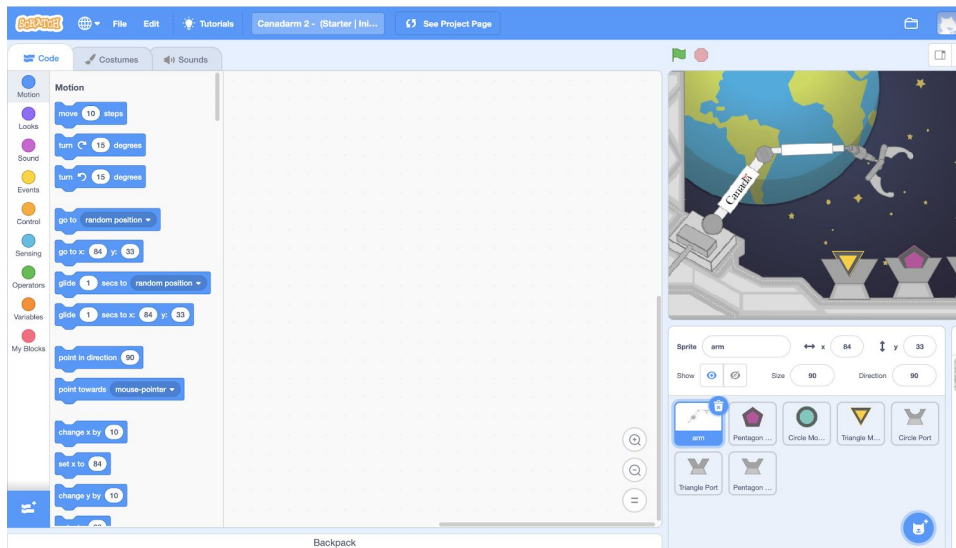 SCRATCH
File Edit Tutorials Canadarm 2 - (Starter | Ini... See Project Page
Code Costumes Sounds
Motion
Looks
Sound
Events
Control
Sensing
Operators
Variables
My Blocks
Motion
move 10 steps
turn 15 degrees
turn 15 degrees
go to random position
go to x: 84 y: 33
glide 1 secs to random position
glide 1 secs to x: 84 y: 33
point in direction 90
point towards mouse-pointer
change x by 10
set x to 84
change y by 10
Backpack
Canada
Sprite arm x 84 y 33
Show Size 90 Direction 90
arm Pentagon ... Circle Mo... Triangle M... Circle Port
Triangle Port Pentagon ...